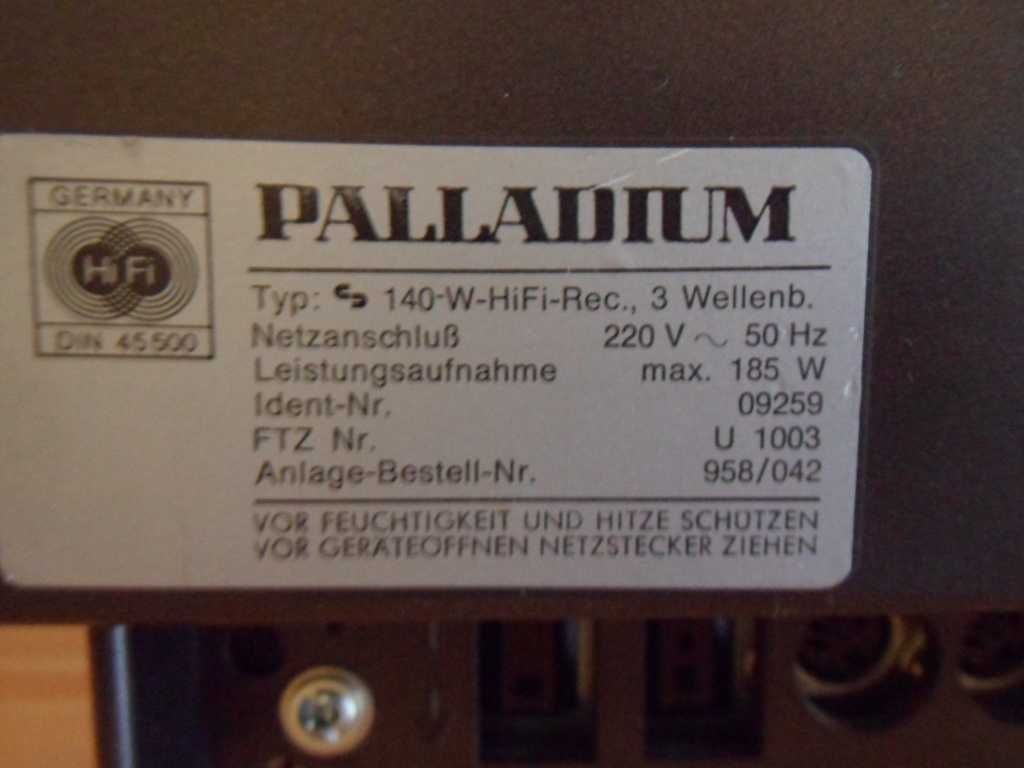 GERMANY
HiFi
DIN 45500
PALLADIUM
Typ: 140-W-HiFi-Rec., 3 Wellenb.
Netzanschluß 220 V ~ 50 Hz
Leistungsaufnahme max. 185 W
Ident-Nr. 09259
FTZ Nr. U 1003
Anlage-Bestell-Nr. 958/042
VOR FEUCHTIGKEIT UND HITZE SCHÜTZEN
VOR GERÄTEÖFFNEN NETZSTECKER ZIEHEN